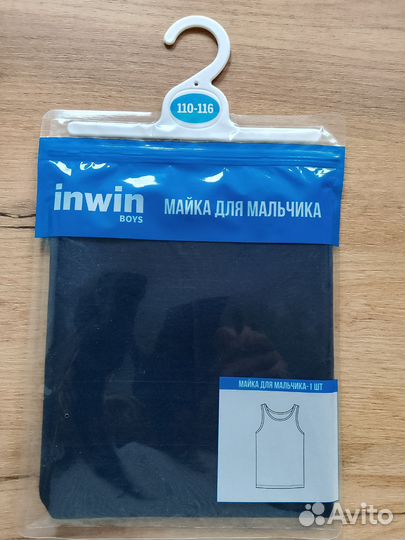 110-116
inwin
BOYS
МАЙКА ДЛЯ МАЛЬЧИКА
МАЙКА ДЛЯ МАЛЬЧИКА- 1 ШТ
Avito